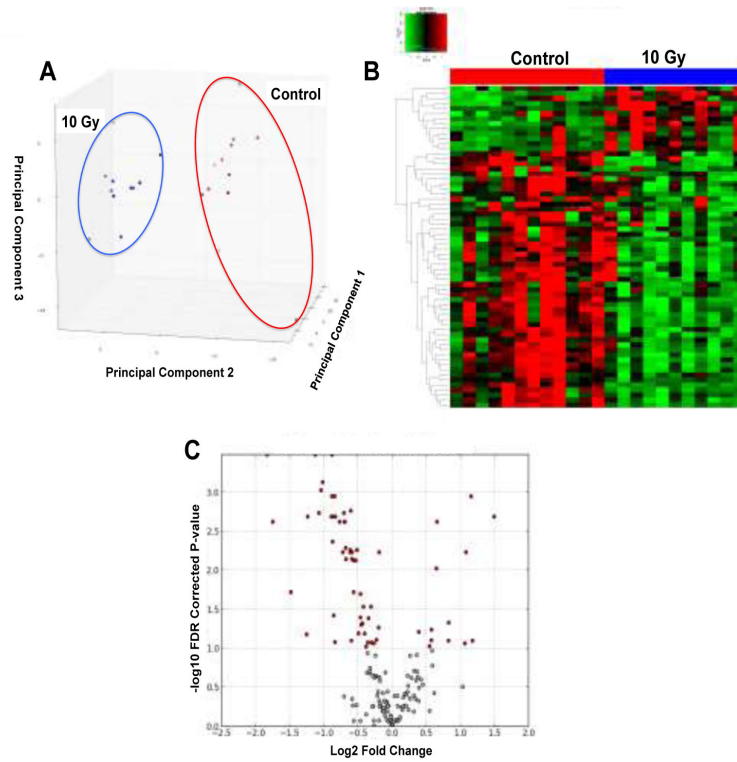 A
10 Gy
Control
Principal Component 3
Principal Component 2
Principal Component 1
B
Control
10 Gy
C
-log10 FDR Corrected P-value
3.0
2.5
2.0
1.5
1.0
0.5
0.0
-2.5 -2.0 -1.5 -1.0 -0.5 0.0 0.5 1.0 1.5 2.0
Log2 Fold Change